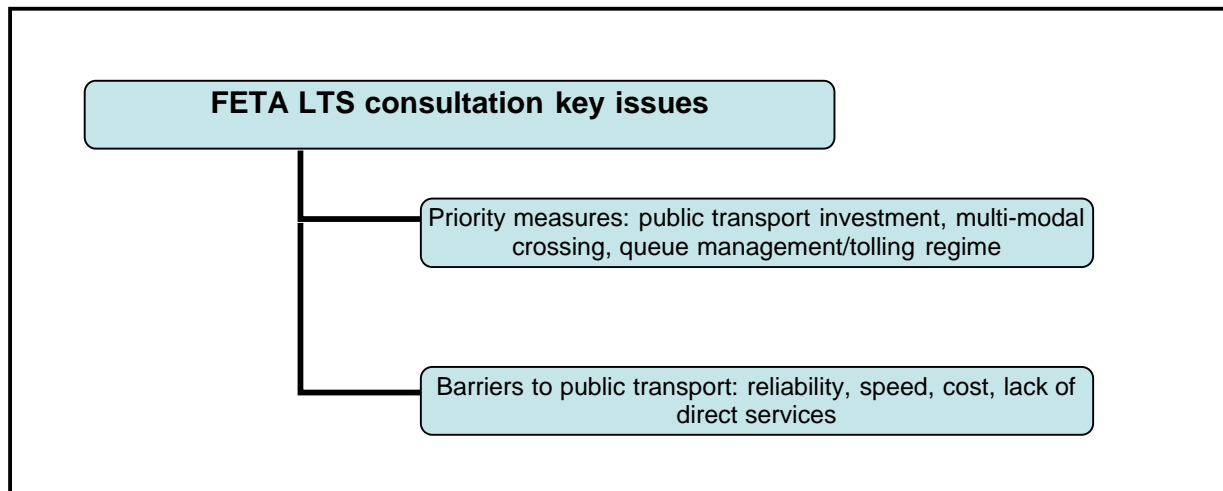 FETA LTS consultation key issues
Priority measures: public transport investment, multi-modal
crossing, queue management/tolling regime
Barriers to public transport: reliability, speed, cost, lack of
direct services